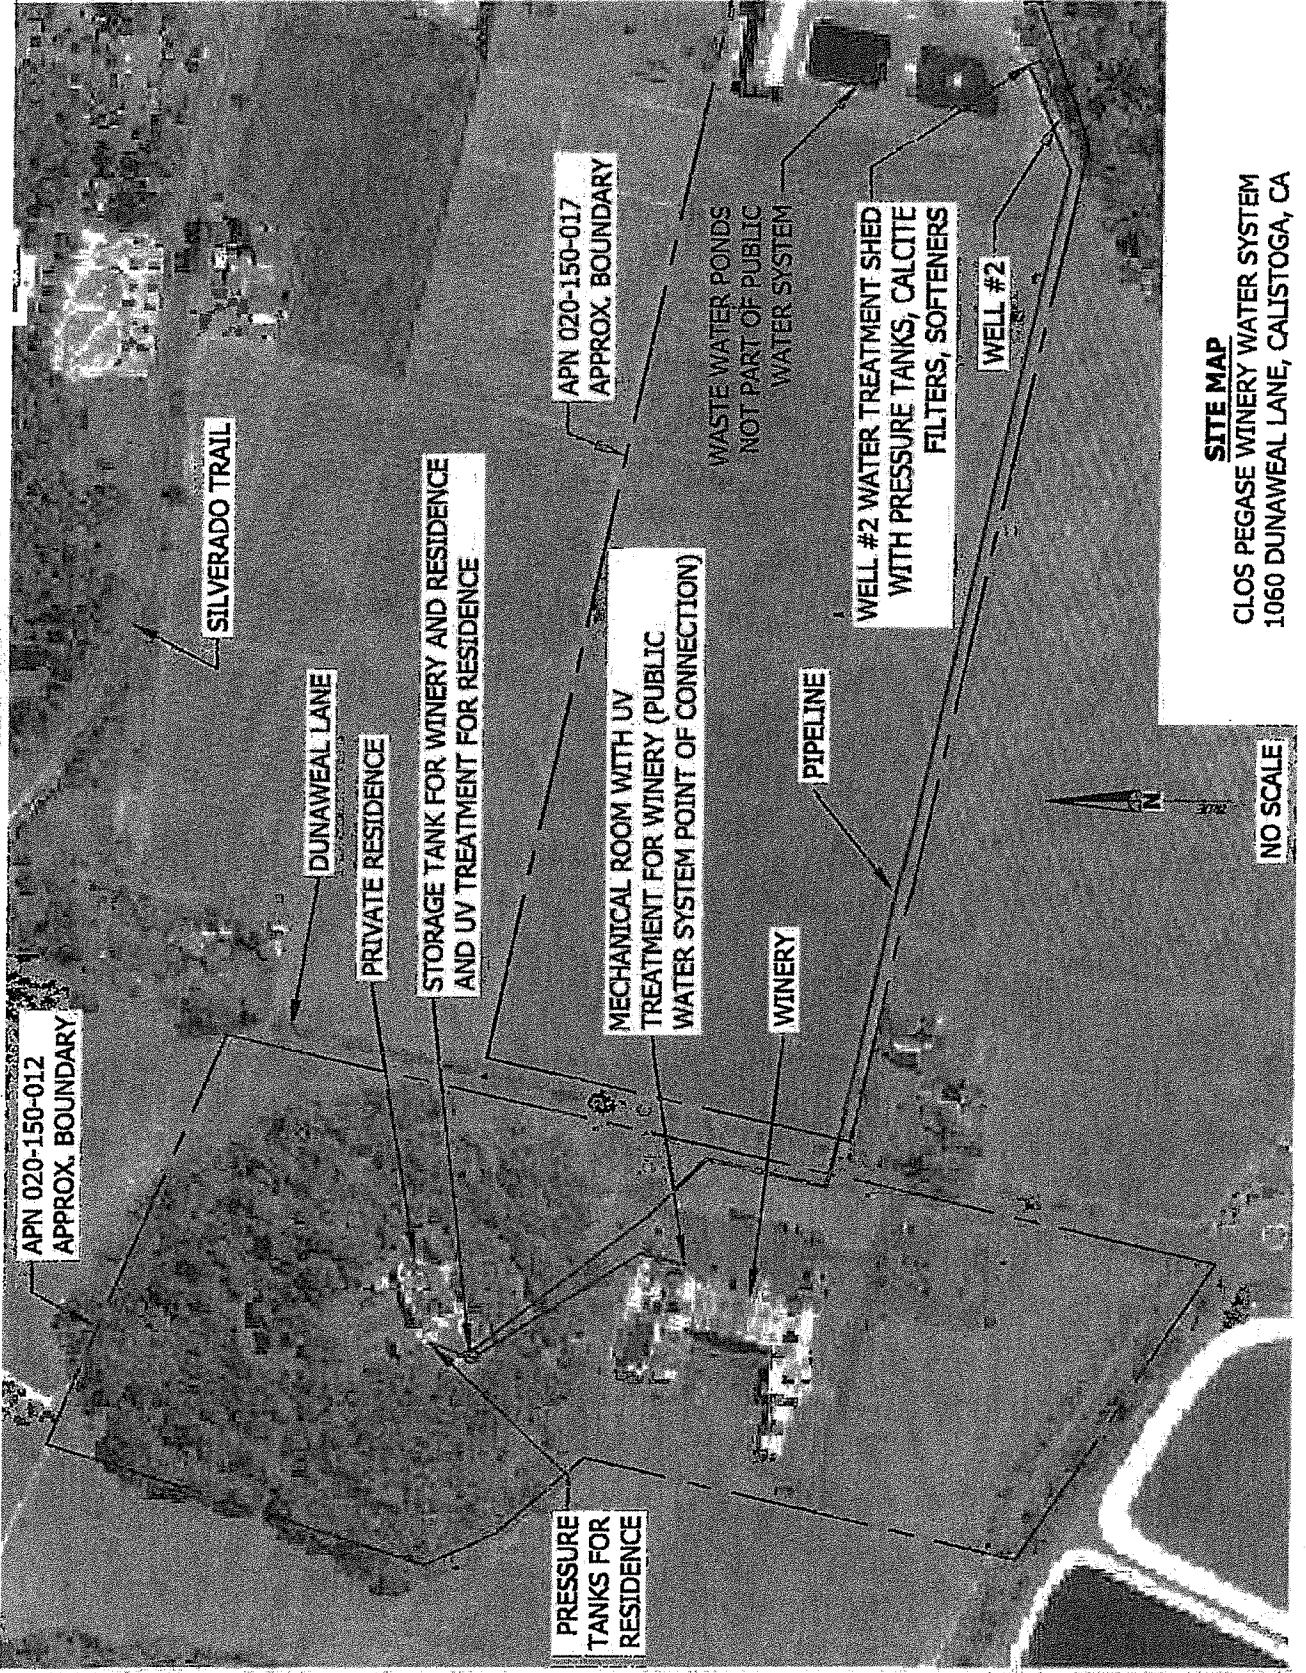 APN 020-150-012
APPROX. BOUNDARY
SILVERADO TRAIL
DUNAWEAL LANE
PRIVATE RESIDENCE
STORAGE TANK FOR WINERY AND RESIDENCE
AND UV TREATMENT FOR RESIDENCE
APN 020-150-017
APPROX. BOUNDARY
PRESSURE
TANKS FOR
RESIDENCE
MECHANICAL ROOM WITH UV
TREATMENT FOR WINERY (PUBLIC
WATER SYSTEM POINT OF CONNECTION)
WASTE WATER PONDS
NOT PART OF PUBLIC
WATER SYSTEM
WINERY
PIPELINE
WELL #2 WATER TREATMENT SHED
WITH PRESSURE TANKS, CALCITE
FILTERS, SOFTENERS
WELL #2
N
NO SCALE
SITE MAP
CLOS PEGASE WINERY WATER SYSTEM
1060 DUNAWEAL LANE, CALISTOGA, CA